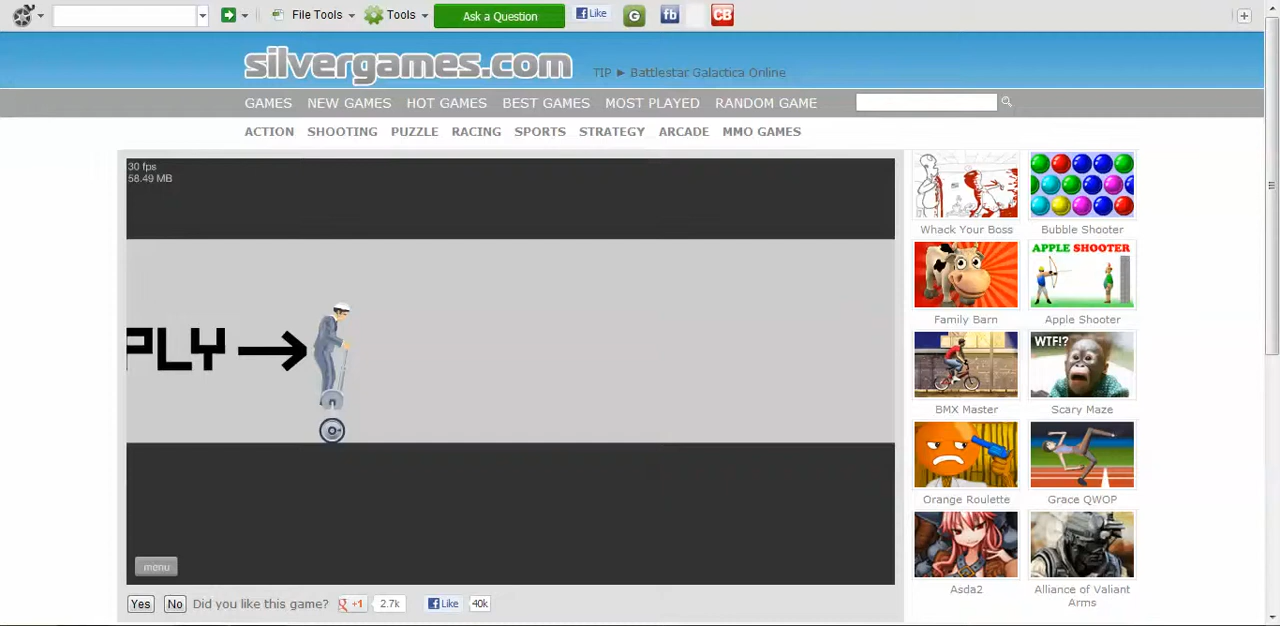 File Tools
Tools
Ask a Question
Like
G
fb
CB
silvergames.com
TIP ► Battlestar Galactica Online
GAMES NEW GAMES HOT GAMES BEST GAMES MOST PLAYED RANDOM GAME
ACTION SHOOTING PUZZLE RACING SPORTS STRATEGY ARCADE MMO GAMES
30 fps
58.49 MB
PLY →
menu
Whack Your Boss
Bubble Shooter
Family Barn
APPLE SHOOTER
Apple Shooter
BMX Master
WTF!?
Scary Maze
Orange Roulette
Grace QWOP
Asda2
Alliance of Valiant
Arms
Yes No Did you like this game? g +1 2.7k Like 40k